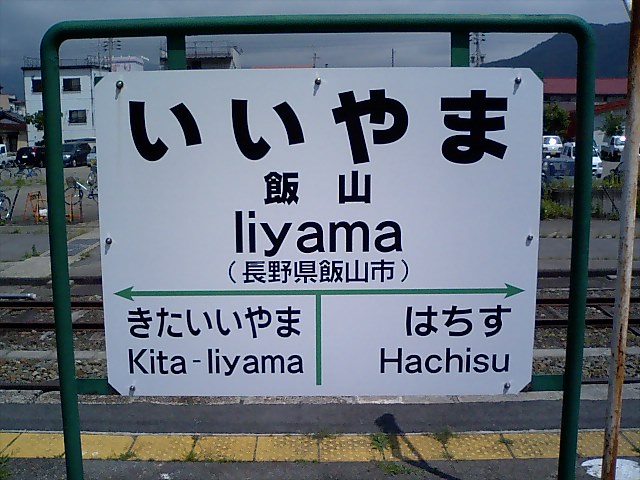 いいやま
飯山
Iiyama
（長野県飯山市）
きたいいやま はちす
Kita-Iiyama Hachisu